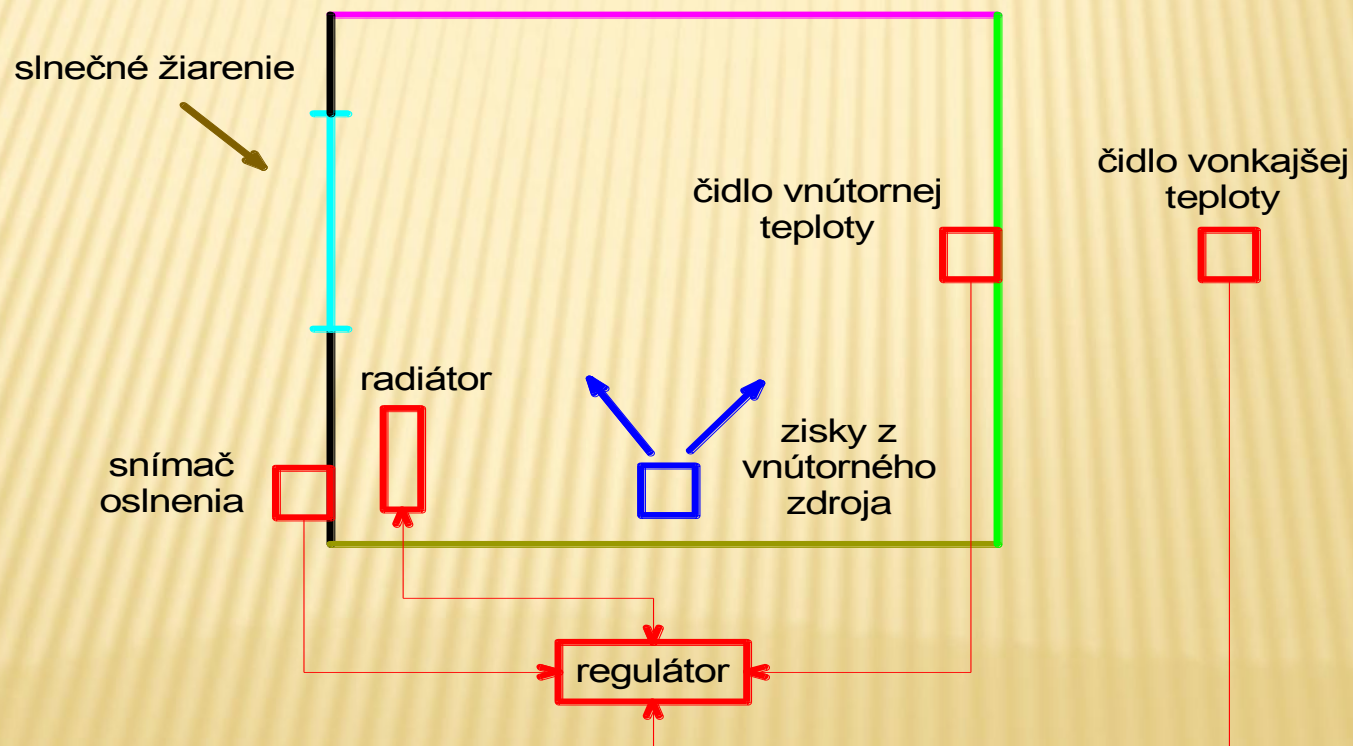 slnečné žiarenie
čidlo vonkajšej
teploty
čidlo vnútornej
teploty
radiátor
zisky z
vnútorného
zdroja
snímač
oslnenia
regulátor